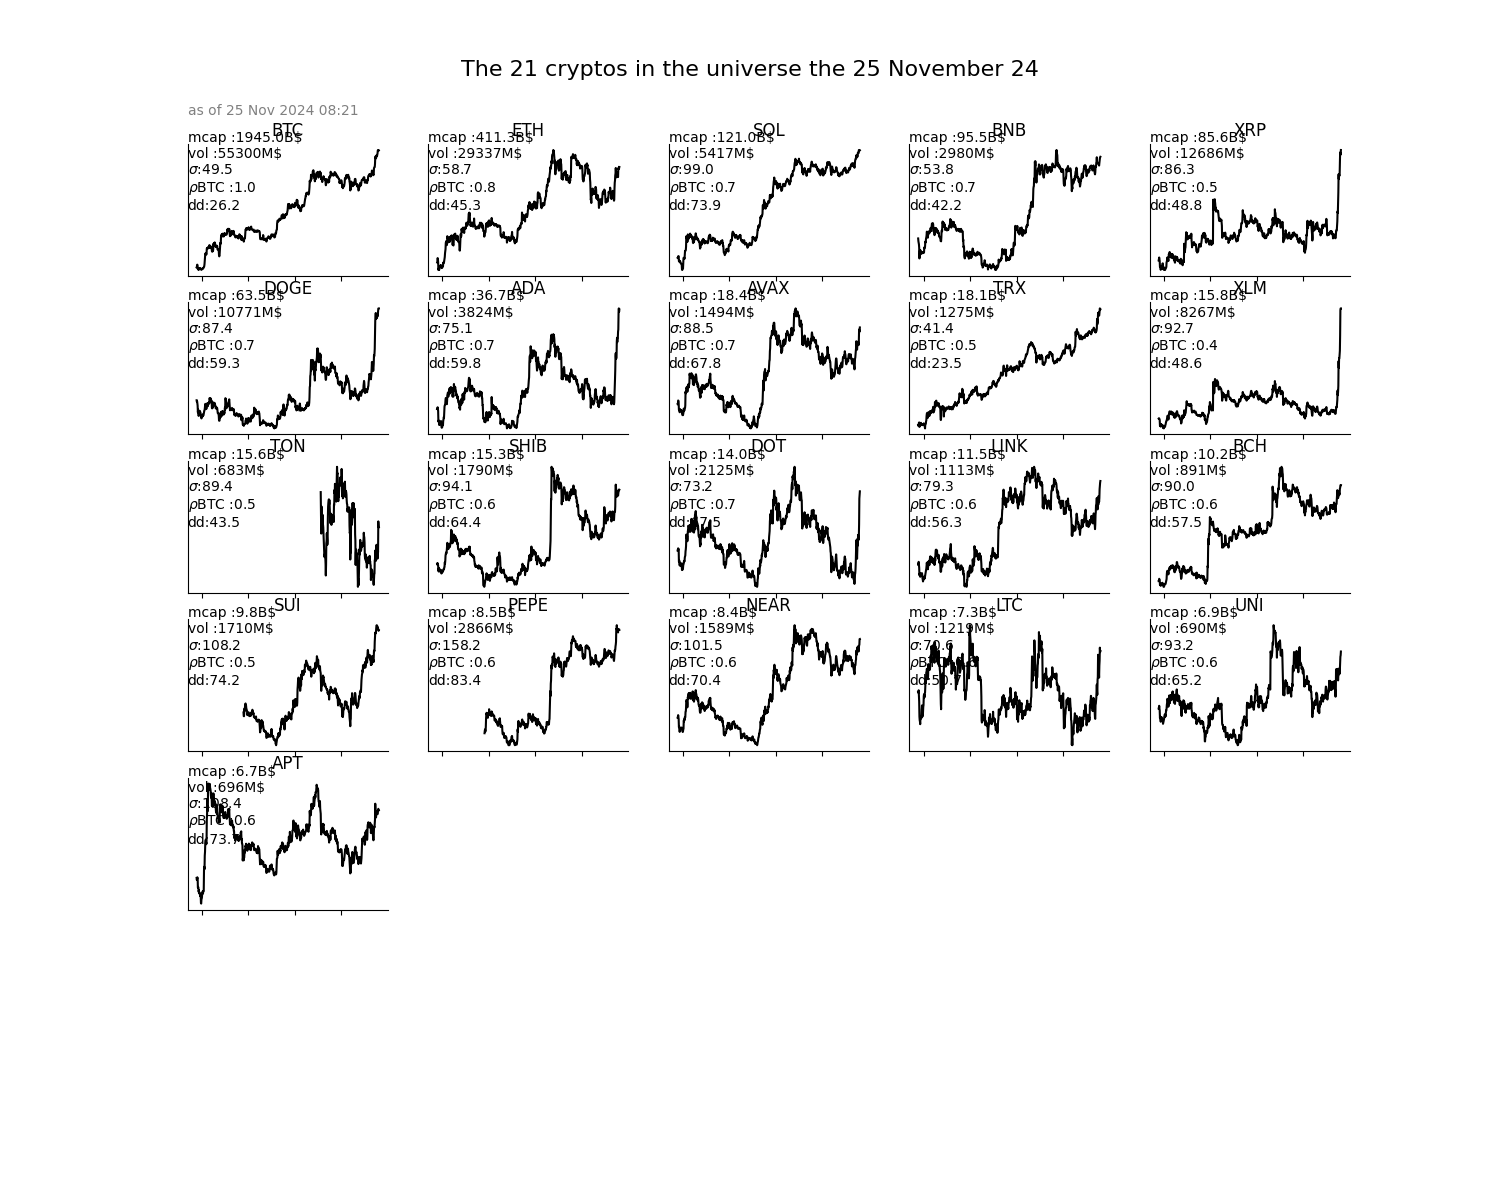 The 21 cryptos in the universe the 25 November 24
as of 25 Nov 2024 08:21
BTC
mcap :1945.0B$
vol :55300M$
σ:49.5
ρBTC :1.0
dd:26.2
ETH
mcap :411.3B$
vol :29337M$
σ:58.7
ρBTC :0.8
dd:45.3
SOL
mcap :121.0B$
vol :5417M$
σ:99.0
ρBTC :0.7
dd:73.9
BNB
mcap :95.5B$
vol :2980M$
σ:53.8
ρBTC :0.7
dd:42.2
XRP
mcap :85.6B$
vol :12686M$
σ:86.3
ρBTC :0.5
dd:48.8
DOGE
mcap :63.5B$
vol :10771M$
σ:87.4
ρBTC :0.7
dd:59.3
ADA
mcap :36.7B$
vol :3824M$
σ:75.1
ρBTC :0.7
dd:59.8
AVAX
mcap :18.4B$
vol :1494M$
σ:88.5
ρBTC :0.7
dd:67.8
TRX
mcap :18.1B$
vol :1275M$
σ:41.4
ρBTC :0.5
dd:23.5
XLM
mcap :15.8B$
vol :8267M$
σ:92.7
ρBTC :0.4
dd:48.6
TON
mcap :15.6B$
vol :683M$
σ:89.4
ρBTC :0.5
dd:43.5
SHIB
mcap :15.3B$
vol :1790M$
σ:94.1
ρBTC :0.6
dd:64.4
DOT
mcap :14.0B$
vol :2125M$
σ:73.2
ρBTC :0.7
LINK
mcap :11.5B$
vol :1113M$
σ:79.3
ρBTC :0.6
dd:56.3
BCH
mcap :10.2B$
vol :891M$
σ:90.0
ρBTC :0.6
dd:57.5
SUI
mcap :9.8B$
vol :1710M$
σ:108.2
ρBTC :0.5
dd:74.2
PEPE
mcap :8.5B$
vol :2866M$
σ:158.2
ρBTC :0.6
dd:83.4
NEAR
mcap :8.4B$
vol :1589M$
σ:101.5
ρBTC :0.6
dd:70.4
LTC
mcap :7.3B$
vol :1219M$
σ:70.6
ρBTC
dd:50.7
UNI
mcap :6.9B$
vol :690M$
σ:93.2
ρBTC :0.6
dd:65.2
APT
mcap :6.7B$
vol :696M$
σ:108.4
ρBTC :0.6